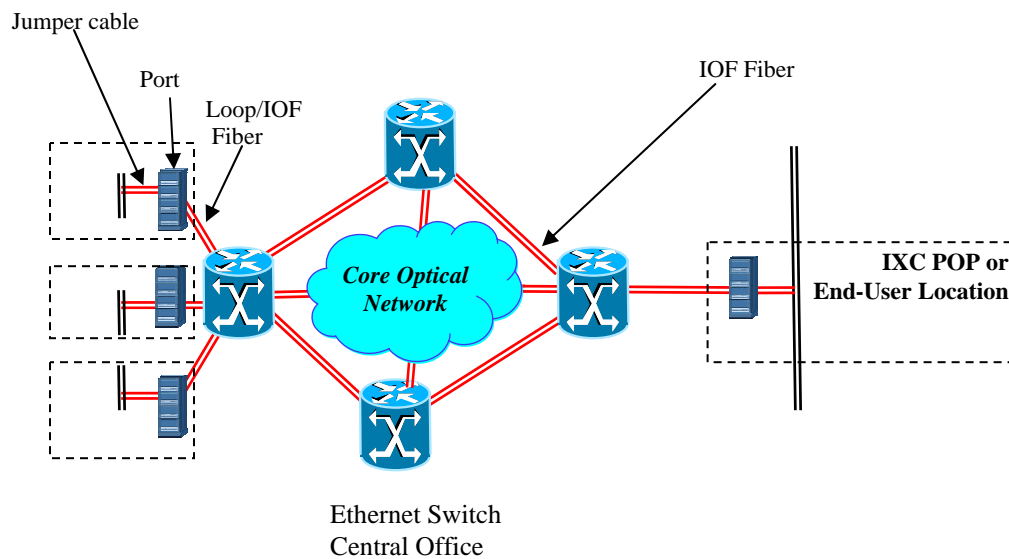 Jumper cable
Port
Loop/IOF
Fiber
IOF Fiber
Core Optical
Network
IXC POP or
End-User Location
Ethernet Switch
Central Office